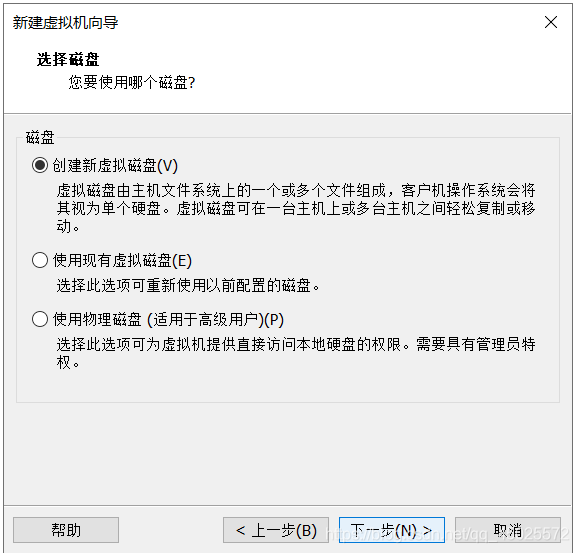 新建虚拟机向导
选择磁盘
您要使用哪个磁盘?
磁盘
创建新虚拟磁盘(V)
虚拟磁盘由主机文件系统上的一个或多个文件组成，客户机操作系统会将
其视为单个硬盘。虚拟磁盘可在一台主机上或多台主机之间轻松复制或移
动。
使用现有虚拟磁盘(E)
选择此选项可重新使用以前配置的磁盘。
使用物理磁盘 (适用于高级用户)(P)
选择此选项可为虚拟机提供直接访问本地硬盘的权限。需要具有管理员特
权。
帮助
< 上一步(B)
下一步(N) >
取消